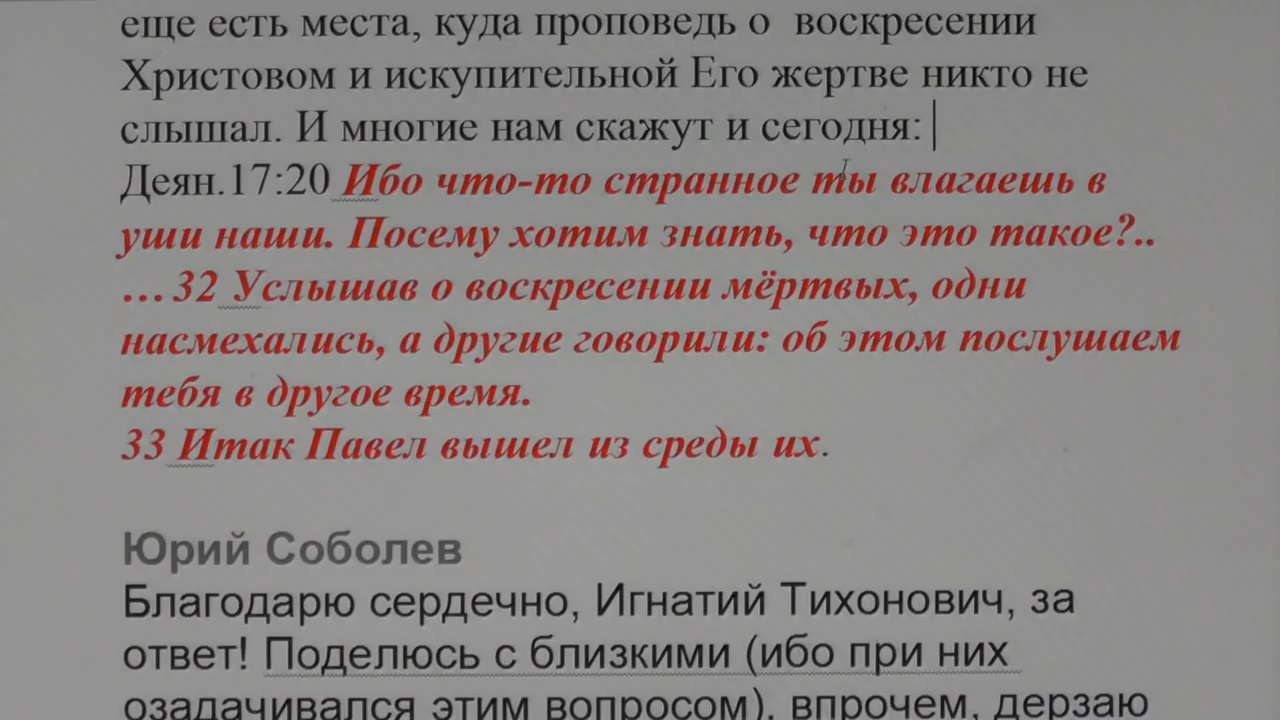 еще есть места, куда проповедь о воскресении
Христовом и искупительной Его жертве никто не
слышал. И многие нам скажут и сегодня:
Деян.17:20 Ибо что-то странное ты влагаешь в
уши наши. Посему хотим знать, что это такое?..
…32 Услышав о воскресении мёртвых, одни
насмехались, а другие говорили: об этом послушаем
тебя в другое время.
33 Итак Павел вышел из среды их.
Юрий Соболев
Благодарю сердечно, Игнатий Тихонович, за
ответ! Поделюсь с близкими (ибо при них
озадачивался этим вопросом), впрочем, дерзаю